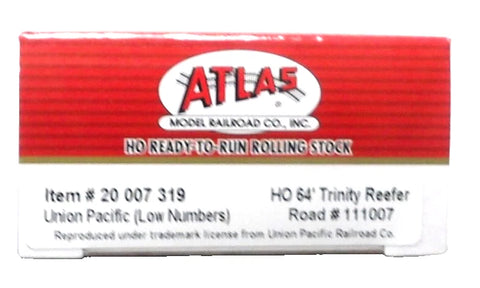 ATLAS
®
MODEL RAILROAD CO., INC.
HO READY-TO-RUN ROLLING STOCK
Item # 20 007 319 HO 64' Trinity Reefer
Union Pacific (Low Numbers) Road # 111007
Reproduced under trademark license from Union Pacific Railroad Co.